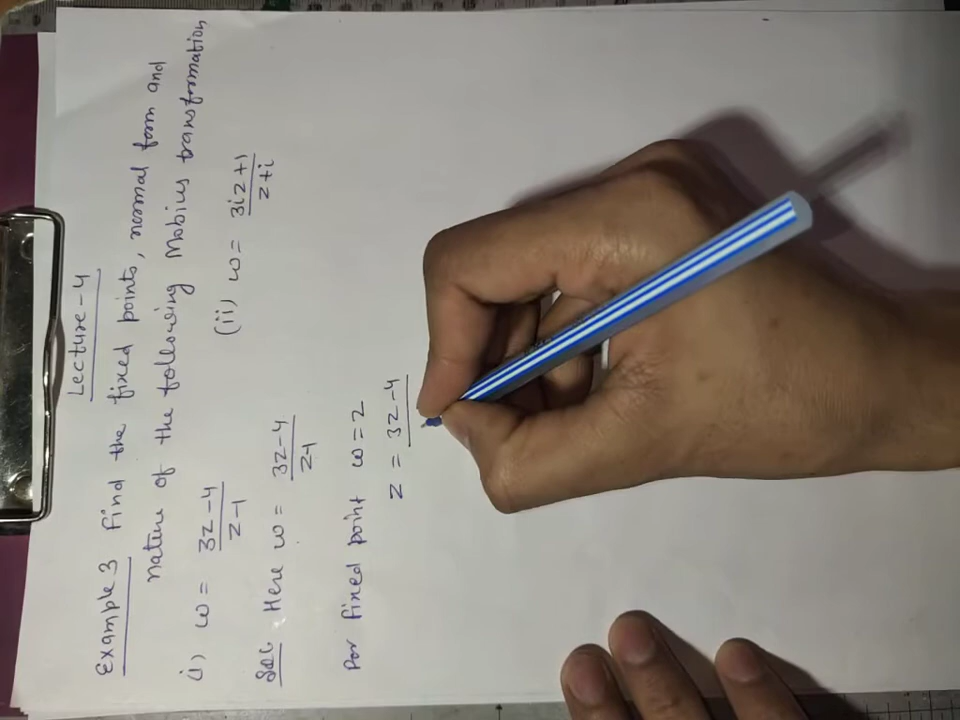 Lecture-4
Example 3 Find the fixed points, normal form and
nature of the following Mobius transformation
(i) w = 3z-4/z-1 (ii) w = 3iz+1/z+i
Sol. Here w = 3z-4/z-1
For fixed point w=z
z = 3z-4